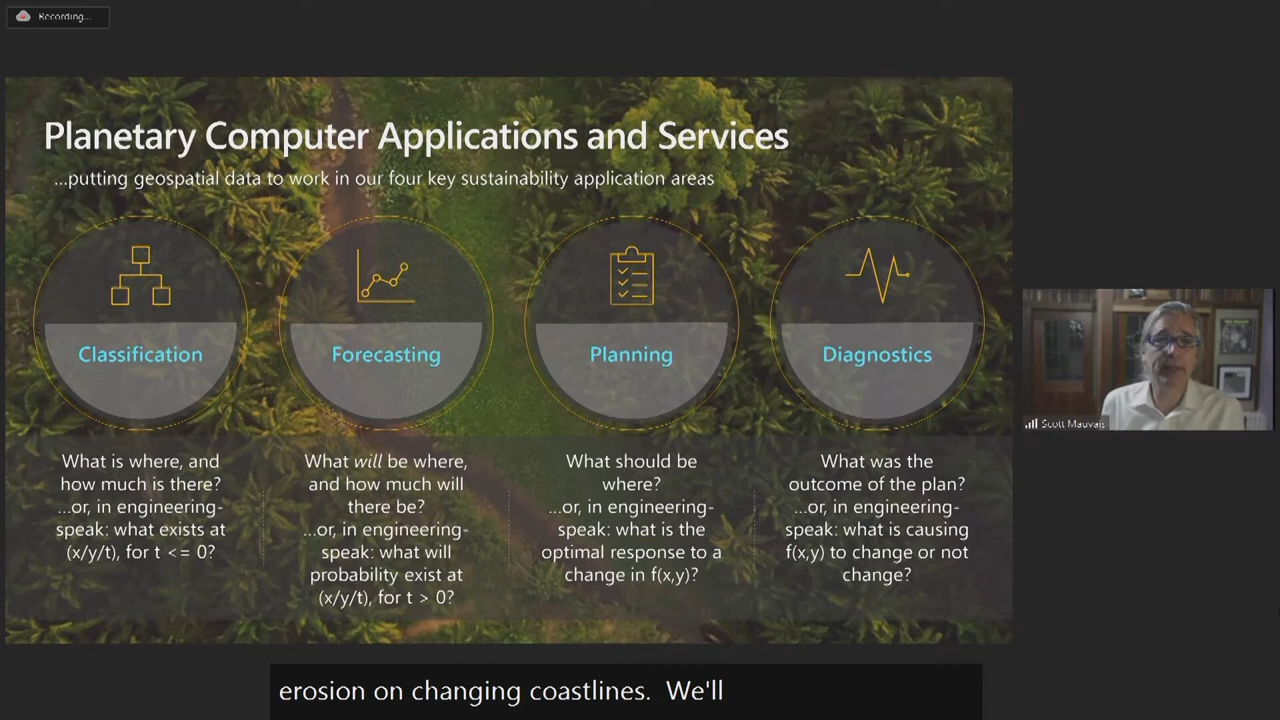 Recording...
Planetary Computer Applications and Services
...putting geospatial data to work in our four key sustainability application areas
Classification
Forecasting
Planning
Diagnostics
What is where, and
how much is there?
...or, in engineering-
speak: what exists at
(x/y/t), for t <= 0?
What will be where,
and how much will
there be?
...or, in engineering-
speak: what will
probability exist at
(x/y/t), for t > 0?
What should be
where?
...or, in engineering-
speak: what is the
optimal response to a
change in f(x,y)?
What was the
outcome of the plan?
...or, in engineering-
speak: what is causing
f(x,y) to change or not
change?
Scott Mauvais
erosion on changing coastlines.  We'll